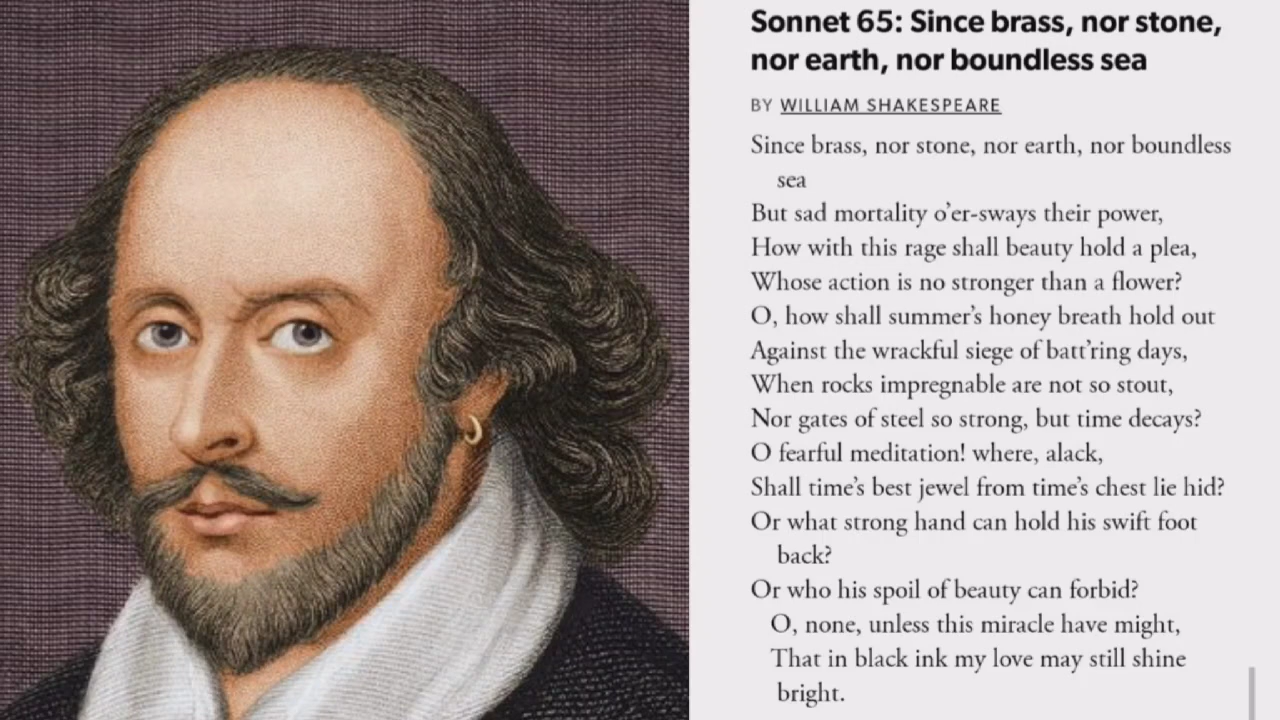 Sonnet 65: Since brass, nor stone,
nor earth, nor boundless sea
BY WILLIAM SHAKESPEARE
Since brass, nor stone, nor earth, nor boundless
sea
But sad mortality o’er-sways their power,
How with this rage shall beauty hold a plea,
Whose action is no stronger than a flower?
O, how shall summer’s honey breath hold out
Against the wrackful siege of batt’ring days,
When rocks impregnable are not so stout,
Nor gates of steel so strong, but time decays?
O fearful meditation! where, alack,
Shall time’s best jewel from time’s chest lie hid?
Or what strong hand can hold his swift foot
back?
Or who his spoil of beauty can forbid?
O, none, unless this miracle have might,
That in black ink my love may still shine
bright.